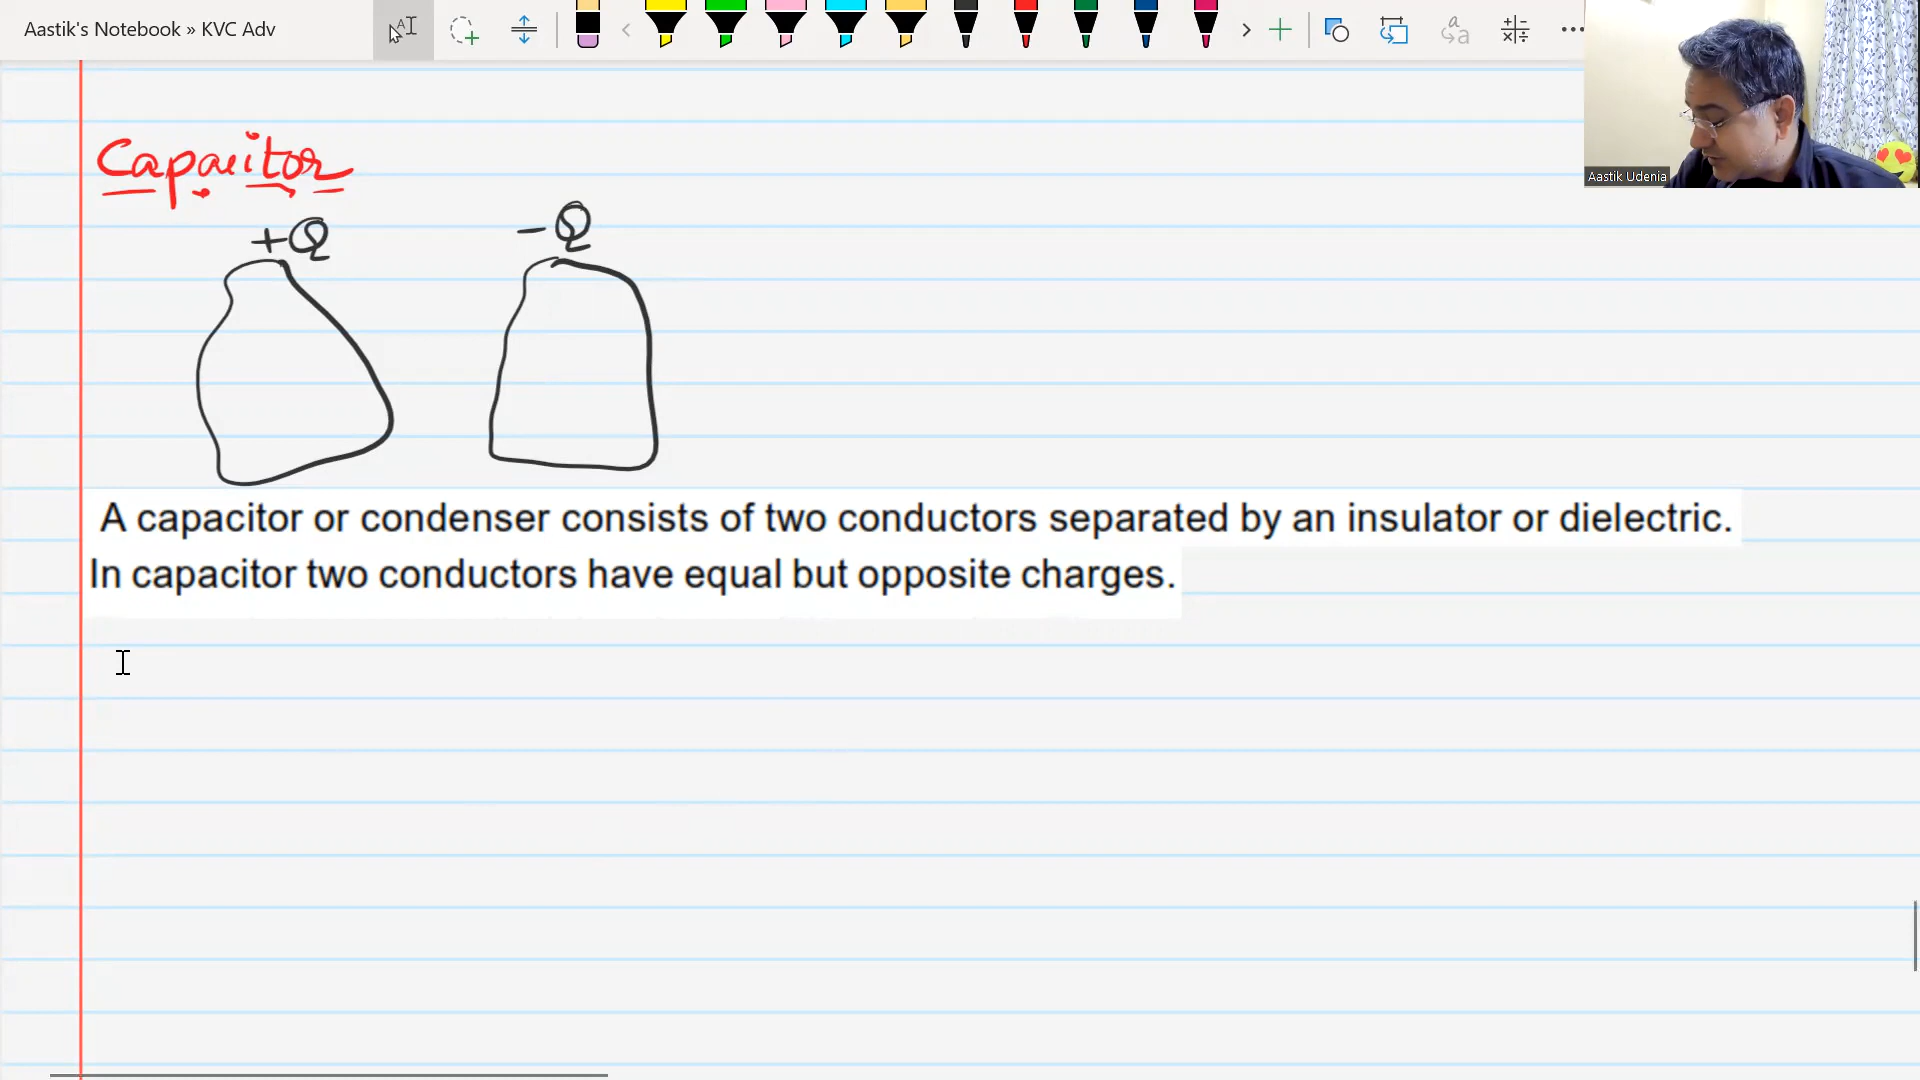 Aastik's Notebook » KVC Adv
Aastik Udenia
Capacitor
+Q
-Q
A capacitor or condenser consists of two conductors separated by an insulator or dielectric.
In capacitor two conductors have equal but opposite charges.